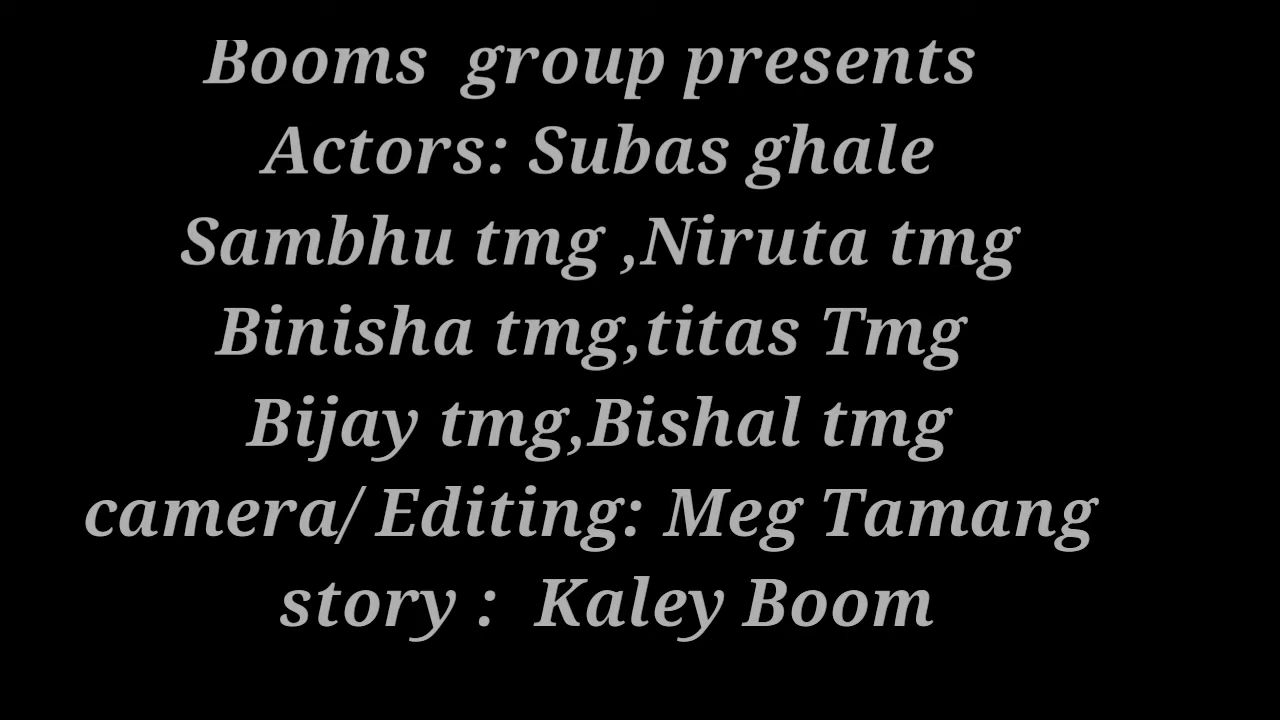 Booms group presents
Actors: Subas ghale
Sambhu tmg ,Niruta tmg
Binisha tmg,titas Tmg
Bijay tmg,Bishal tmg
camera/ Editing: Meg Tamang
story : Kaley Boom